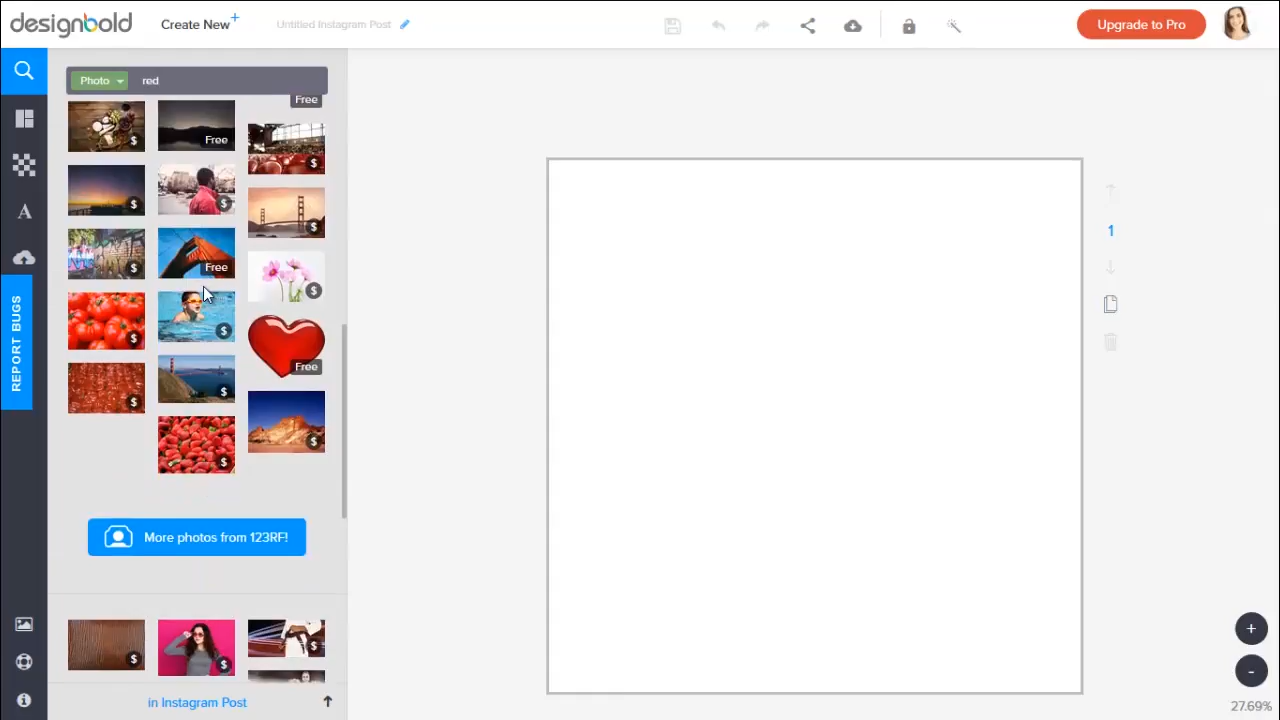 designbold Create New+ Untitled Instagram Post Upgrade to Pro
Photo red
Free
$ Free $
$ $ $
$ Free $
$ $ Free
$ $ $
$
More photos from 123RF!
$ $ $
in Instagram Post
REPORT BUGS
A
1
+
-
27.69%